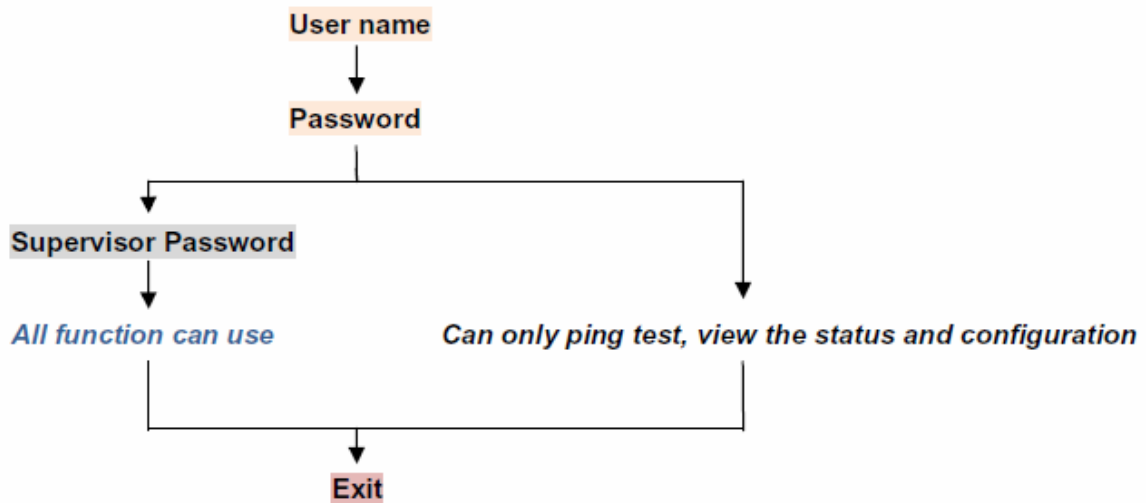 User name
Password
Supervisor Password
All function can use
Can only ping test, view the status and configuration
Exit